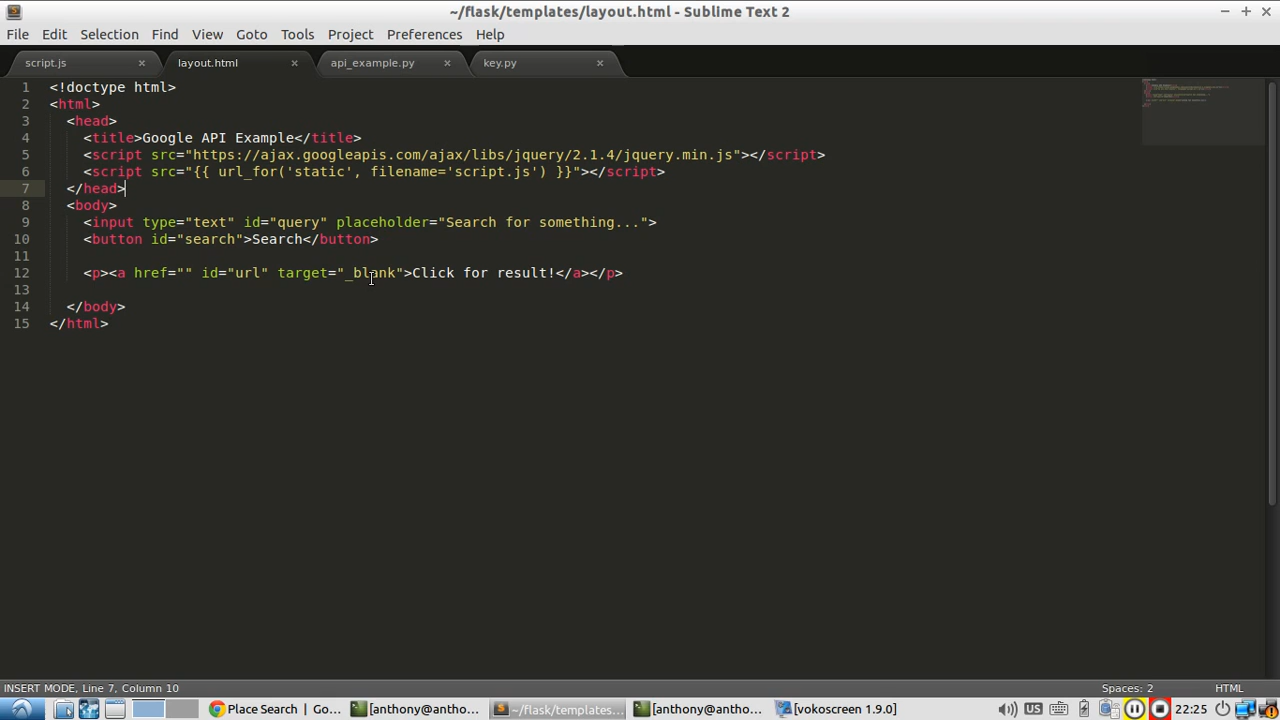 ~/flask/templates/layout.html - Sublime Text 2
File Edit Selection Find View Goto Tools Project Preferences Help
script.js × layout.html × api_example.py × key.py ×
1 <!doctype html>
2 <html>
3 <head>
4 <title>Google API Example</title>
5 <script src="https://ajax.googleapis.com/ajax/libs/jquery/2.1.4/jquery.min.js"></script>
6 <script src="{{ url_for('static', filename='script.js') }}"></script>
7 </head>
8 <body>
9 <input type="text" id="query" placeholder="Search for something...">
10 <button id="search">Search</button>
11
12 <p><a href="" id="url" target="_blank">Click for result!</a></p>
13
14 </body>
15 </html>
INSERT MODE, Line 7, Column 10 Spaces: 2 HTML
Place Search | Go... [anthony@anth... ~/flask/templates... [anthony@antho... [vokoscreen 1.9.0] US 22:25